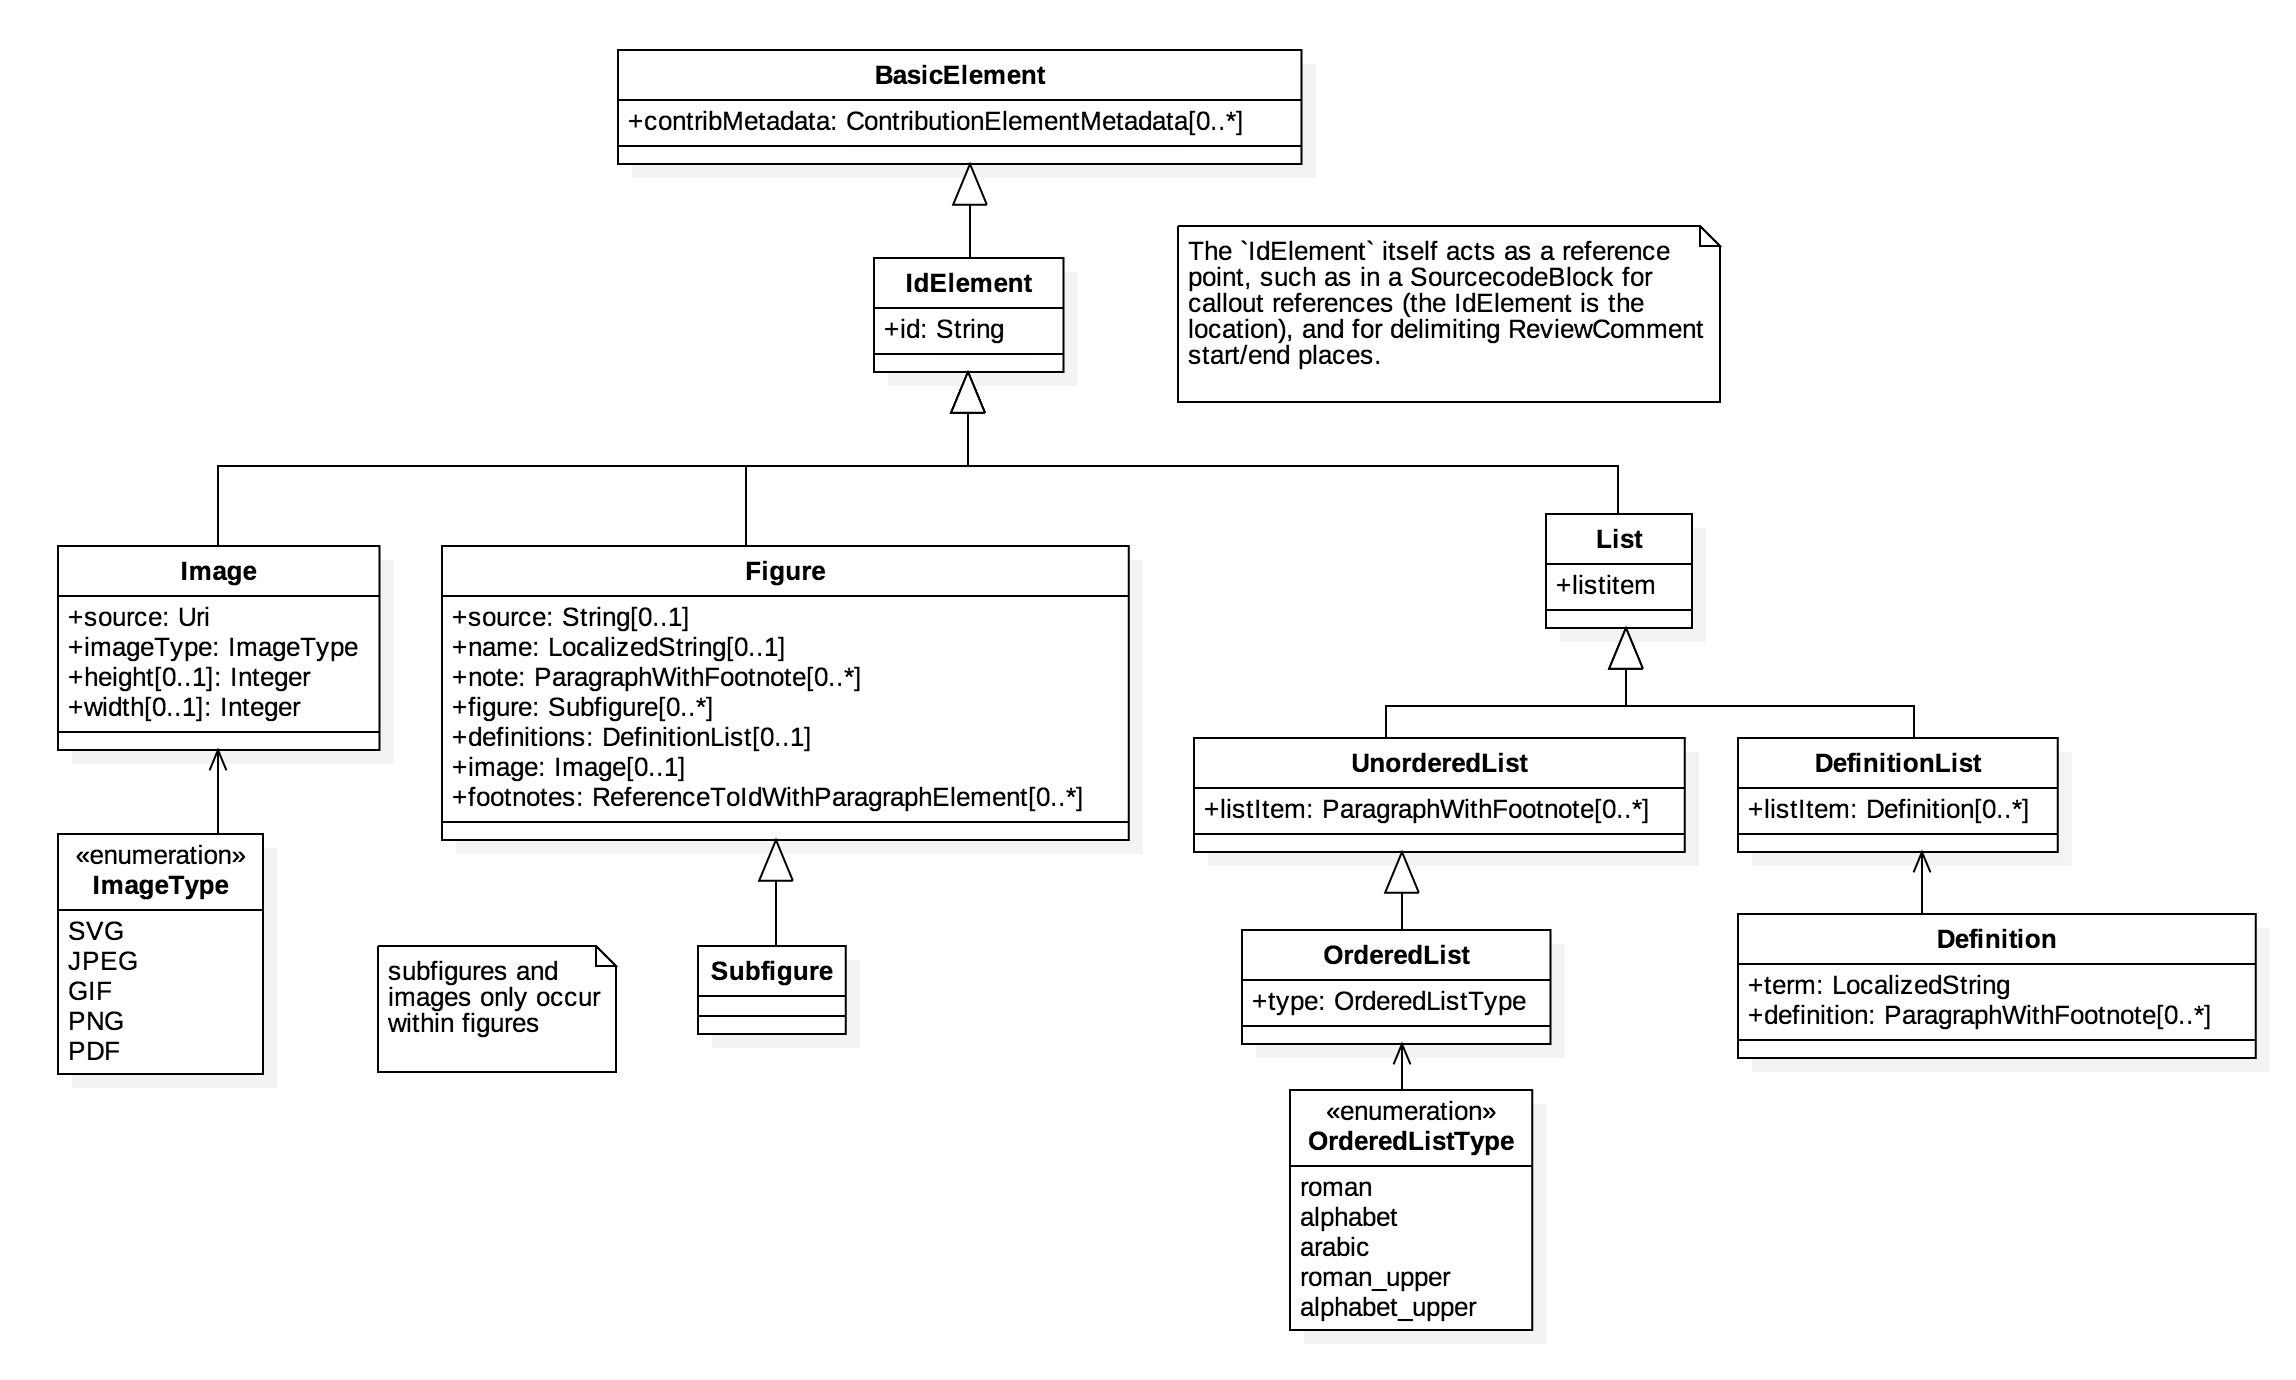 BasicElement
+contribMetadata: ContributionElementMetadata[0..*]
IdElement
+id: String
The `IdElement` itself acts as a reference
point, such as in a SourcecodeBlock for
callout references (the IdElement is the
location), and for delimiting ReviewComment
start/end places.
Image
+source: Uri
+imageType: ImageType
+height[0..1]: Integer
+width[0..1]: Integer
Figure
+source: String[0..1]
+name: LocalizedString[0..1]
+note: ParagraphWithFootnote[0..*]
+figure: Subfigure[0..*]
+definitions: DefinitionList[0..1]
+image: Image[0..1]
+footnotes: ReferenceToIdWithParagraphElement[0..*]
List
+listitem
UnorderedList
+listItem: ParagraphWithFootnote[0..*]
DefinitionList
+listItem: Definition[0..*]
«enumeration»
ImageType
SVG
JPEG
GIF
PNG
PDF
subfigures and
images only occur
within figures
Subfigure
OrderedList
+type: OrderedListType
Definition
+term: LocalizedString
+definition: ParagraphWithFootnote[0..*]
«enumeration»
OrderedListType
roman
alphabet
arabic
roman_upper
alphabet_upper